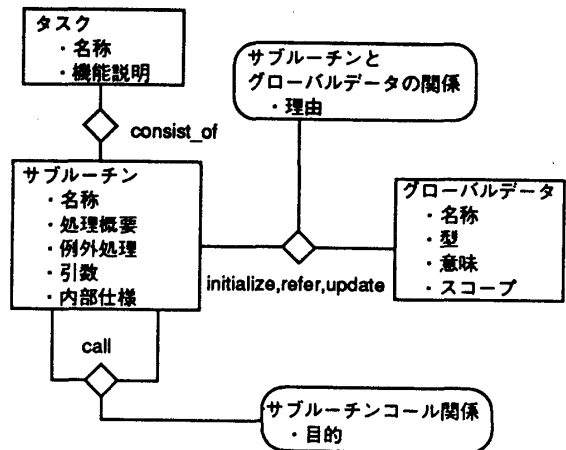 タスク
・名称
・機能説明
サブルーチンと
グローバルデータの関係
・理由
consist_of
サブルーチン
・名称
・処理概要
・例外処理
・引数
・内部仕様
グローバルデータ
・名称
・型
・意味
・スコープ
initialize,refer,update
call
サブルーチンコール関係
・目的